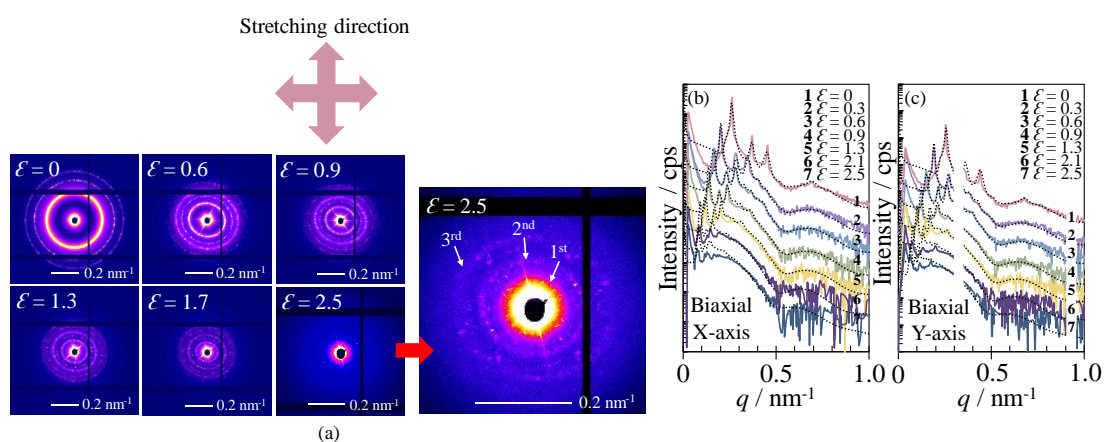 Stretching direction
ℰ = 0
ℰ = 0.6
ℰ = 0.9
0.2 nm⁻¹
0.2 nm⁻¹
0.2 nm⁻¹
ℰ = 1.3
ℰ = 1.7
ℰ = 2.5
0.2 nm⁻¹
0.2 nm⁻¹
0.2 nm⁻¹
ℰ = 2.5
3rd
2nd
1st
0.2 nm⁻¹
(a)
(b)
1 ℰ = 0
2 ℰ = 0.3
3 ℰ = 0.6
4 ℰ = 0.9
5 ℰ = 1.3
6 ℰ = 2.1
7 ℰ = 2.5
Intensity / cps
1
2
3
4
5
6
7
Biaxial
X-axis
0
0.5
1.0
q / nm⁻¹
(c)
1 ℰ = 0
2 ℰ = 0.3
3 ℰ = 0.6
4 ℰ = 0.9
5 ℰ = 1.3
6 ℰ = 2.1
7 ℰ = 2.5
Intensity / cps
1
2
3
4
5
6
7
Biaxial
Y-axis
0
0.5
1.0
q / nm⁻¹